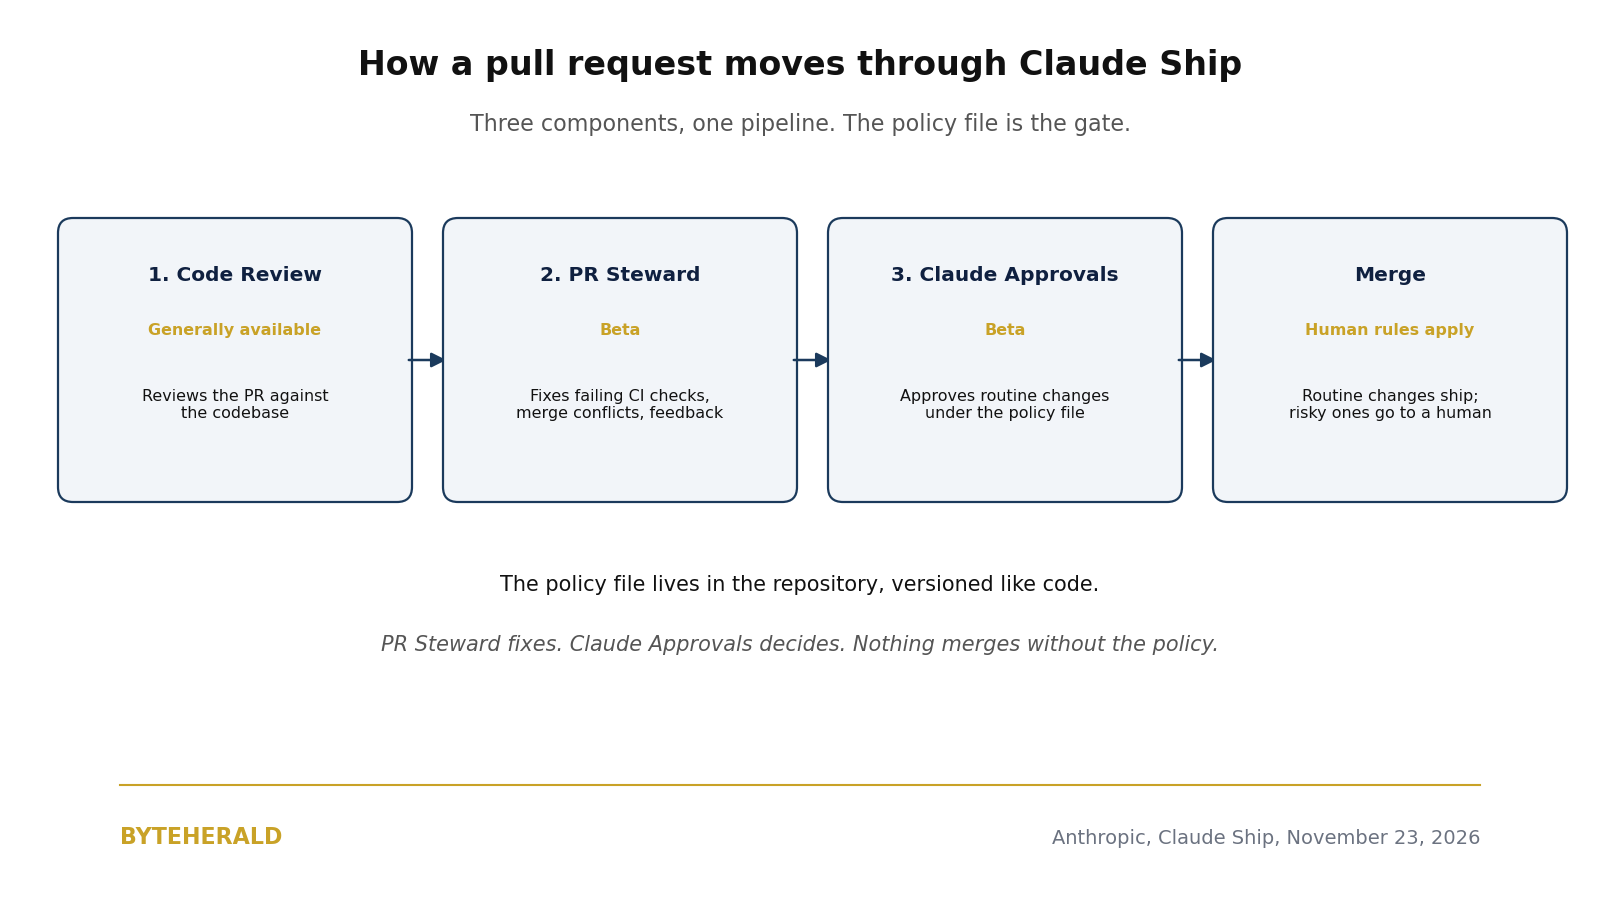 How a pull request moves through Claude Ship
Three components, one pipeline. The policy file is the gate.
1. Code Review
Generally available
Reviews the PR against
the codebase
2. PR Steward
Beta
Fixes failing CI checks,
merge conflicts, feedback
3. Claude Approvals
Beta
Approves routine changes
under the policy file
Merge
Human rules apply
Routine changes ship;
risky ones go to a human
The policy file lives in the repository, versioned like code.
PR Steward fixes. Claude Approvals decides. Nothing merges without the policy.
BYTEHERALD
Anthropic, Claude Ship, November 23, 2026